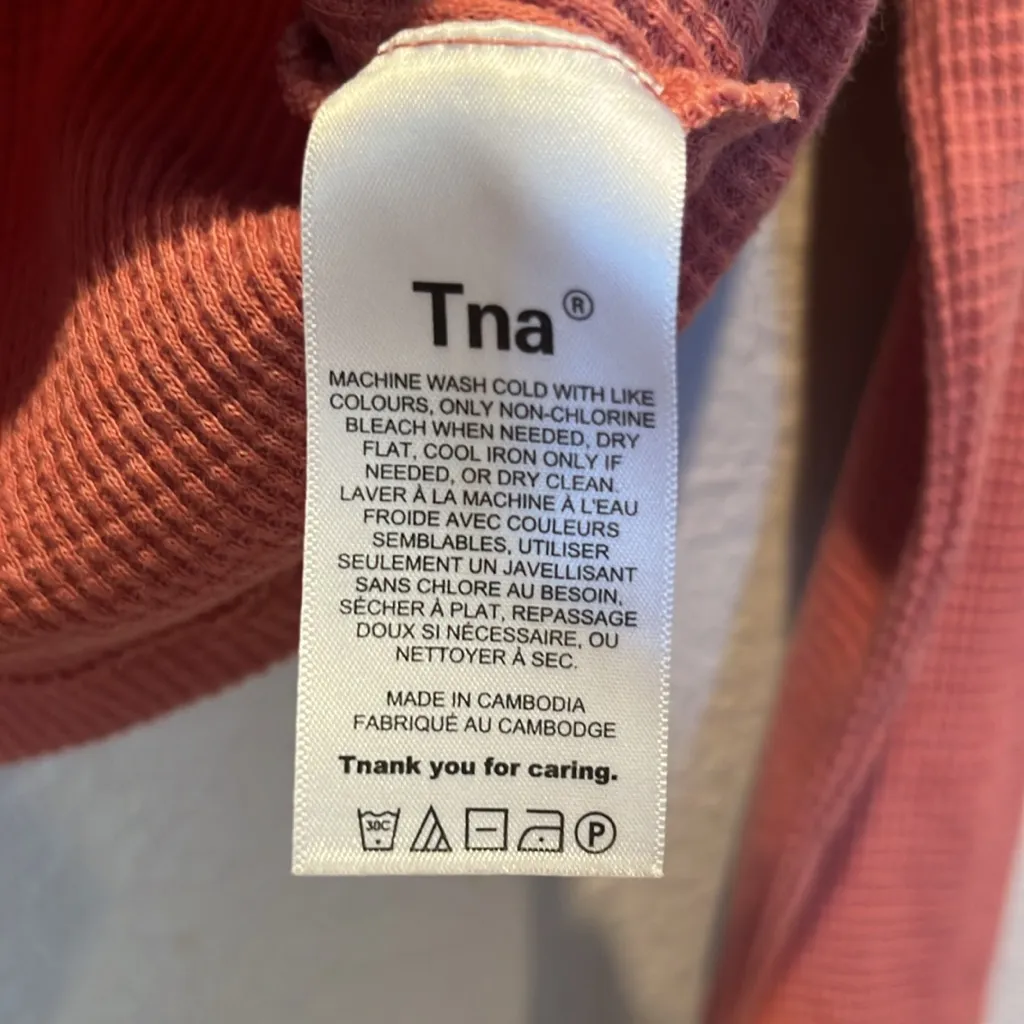 Tna®
MACHINE WASH COLD WITH LIKE
COLOURS, ONLY NON-CHLORINE
BLEACH WHEN NEEDED, DRY
FLAT, COOL IRON ONLY IF
NEEDED, OR DRY CLEAN.
LAVER À LA MACHINE À L'EAU
FROIDE AVEC COULEURS
SEMBLABLES, UTILISER
SEULEMENT UN JAVELLISANT
SANS CHLORE AU BESOIN,
SÉCHER À PLAT, REPASSAGE
DOUX SI NÉCESSAIRE, OU
NETTOYER À SEC.
MADE IN CAMBODIA
FABRIQUÉ AU CAMBODGE
Tnank you for caring.
30C P